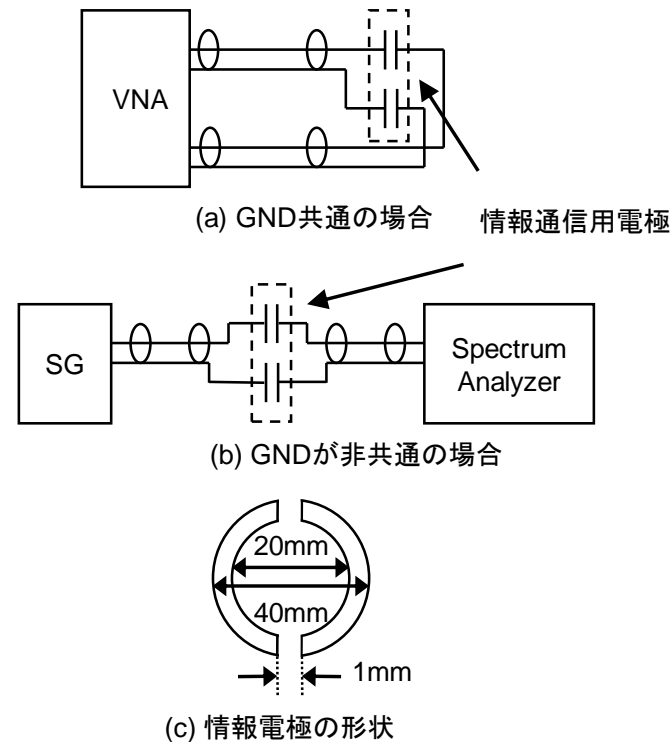 VNA
(a) GND共通の場合
情報通信用電極
SG
Spectrum
Analyzer
(b) GNDが非共通の場合
20mm
40mm
1mm
(c) 情報電極の形状